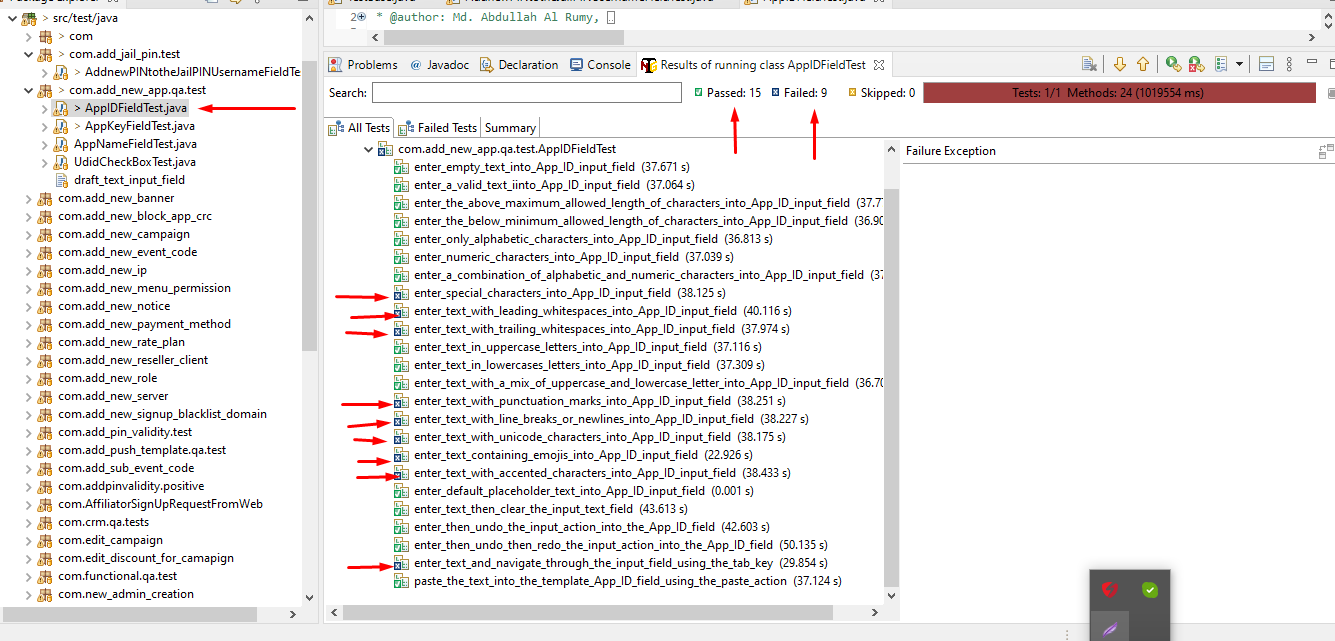 src/test/java
> com
> com.add_jail_pin.test
> AddnewPINtotheJailPINUsernameFieldTe
> com.add_new_app.qa.test
> AppIDFieldTest.java
> AppKeyFieldTest.java
AppNameFieldTest.java
UdidCheckBoxTest.java
draft_text_input_field
com.add_new_banner
com.add_new_block_app_crc
com.add_new_campaign
com.add_new_event_code
com.add_new_ip
com.add_new_menu_permission
com.add_new_notice
com.add_new_payment_method
com.add_new_rate_plan
com.add_new_reseller_client
com.add_new_role
com.add_new_server
com.add_new_signup_blacklist_domain
com.add_pin_validity.test
com.add_push_template.qa.test
com.add_sub_event_code
com.addpinvalidity.positive
com.AffiliatorSignUpRequestFromWeb
com.crm.qa.tests
com.edit_campaign
com.edit_discount_for_camapign
com.functional.qa.test
com.new_admin_creation
2 * @author: Md. Abdullah Al Rumy,
Problems @ Javadoc Declaration Console Results of running class AppIDFieldTest
Search: Passed: 15 Failed: 9 Skipped: 0 Tests: 1/1 Methods: 24 (1019554 ms)
All Tests Failed Tests Summary
com.add_new_app.qa.test.AppIDFieldTest
enter_empty_text_into_App_ID_input_field (37.671 s)
enter_a_valid_text_iinto_App_ID_input_field (37.064 s)
enter_the_above_maximum_allowed_length_of_characters_into_App_ID_input_field (37.7
enter_the_below_minimum_allowed_length_of_characters_into_App_ID_input_field (36.90
enter_only_alphabetic_characters_into_App_ID_input_field (36.813 s)
enter_numeric_characters_into_App_ID_input_field (37.039 s)
enter_a_combination_of_alphabetic_and_numeric_characters_into_App_ID_input_field (37
enter_special_characters_into_App_ID_input_field (38.125 s)
enter_text_with_leading_whitespaces_into_App_ID_input_field (40.116 s)
enter_text_with_trailing_whitespaces_into_App_ID_input_field (37.974 s)
enter_text_in_uppercase_letters_into_App_ID_input_field (37.116 s)
enter_text_in_lowercases_letters_into_App_ID_input_field (37.309 s)
enter_text_with_a_mix_of_uppercase_and_lowercase_letter_into_App_ID_input_field (36.70
enter_text_with_punctuation_marks_into_App_ID_input_field (38.251 s)
enter_text_with_line_breaks_or_newlines_into_App_ID_input_field (38.227 s)
enter_text_with_unicode_characters_into_App_ID_input_field (38.175 s)
enter_text_containing_emojis_into_App_ID_input_field (22.926 s)
enter_text_with_accented_characters_into_App_ID_input_field (38.433 s)
enter_default_placeholder_text_into_App_ID_input_field (0.001 s)
enter_text_then_clear_the_input_text_field (43.613 s)
enter_then_undo_the_input_action_into_the_App_ID_field (42.603 s)
enter_then_undo_then_redo_the_input_action_into_the_App_ID_field (50.135 s)
enter_text_and_navigate_through_the_input_field_using_the_tab_key (29.854 s)
paste_the_text_into_the_template_App_ID_field_using_the_paste_action (37.124 s)
Failure Exception